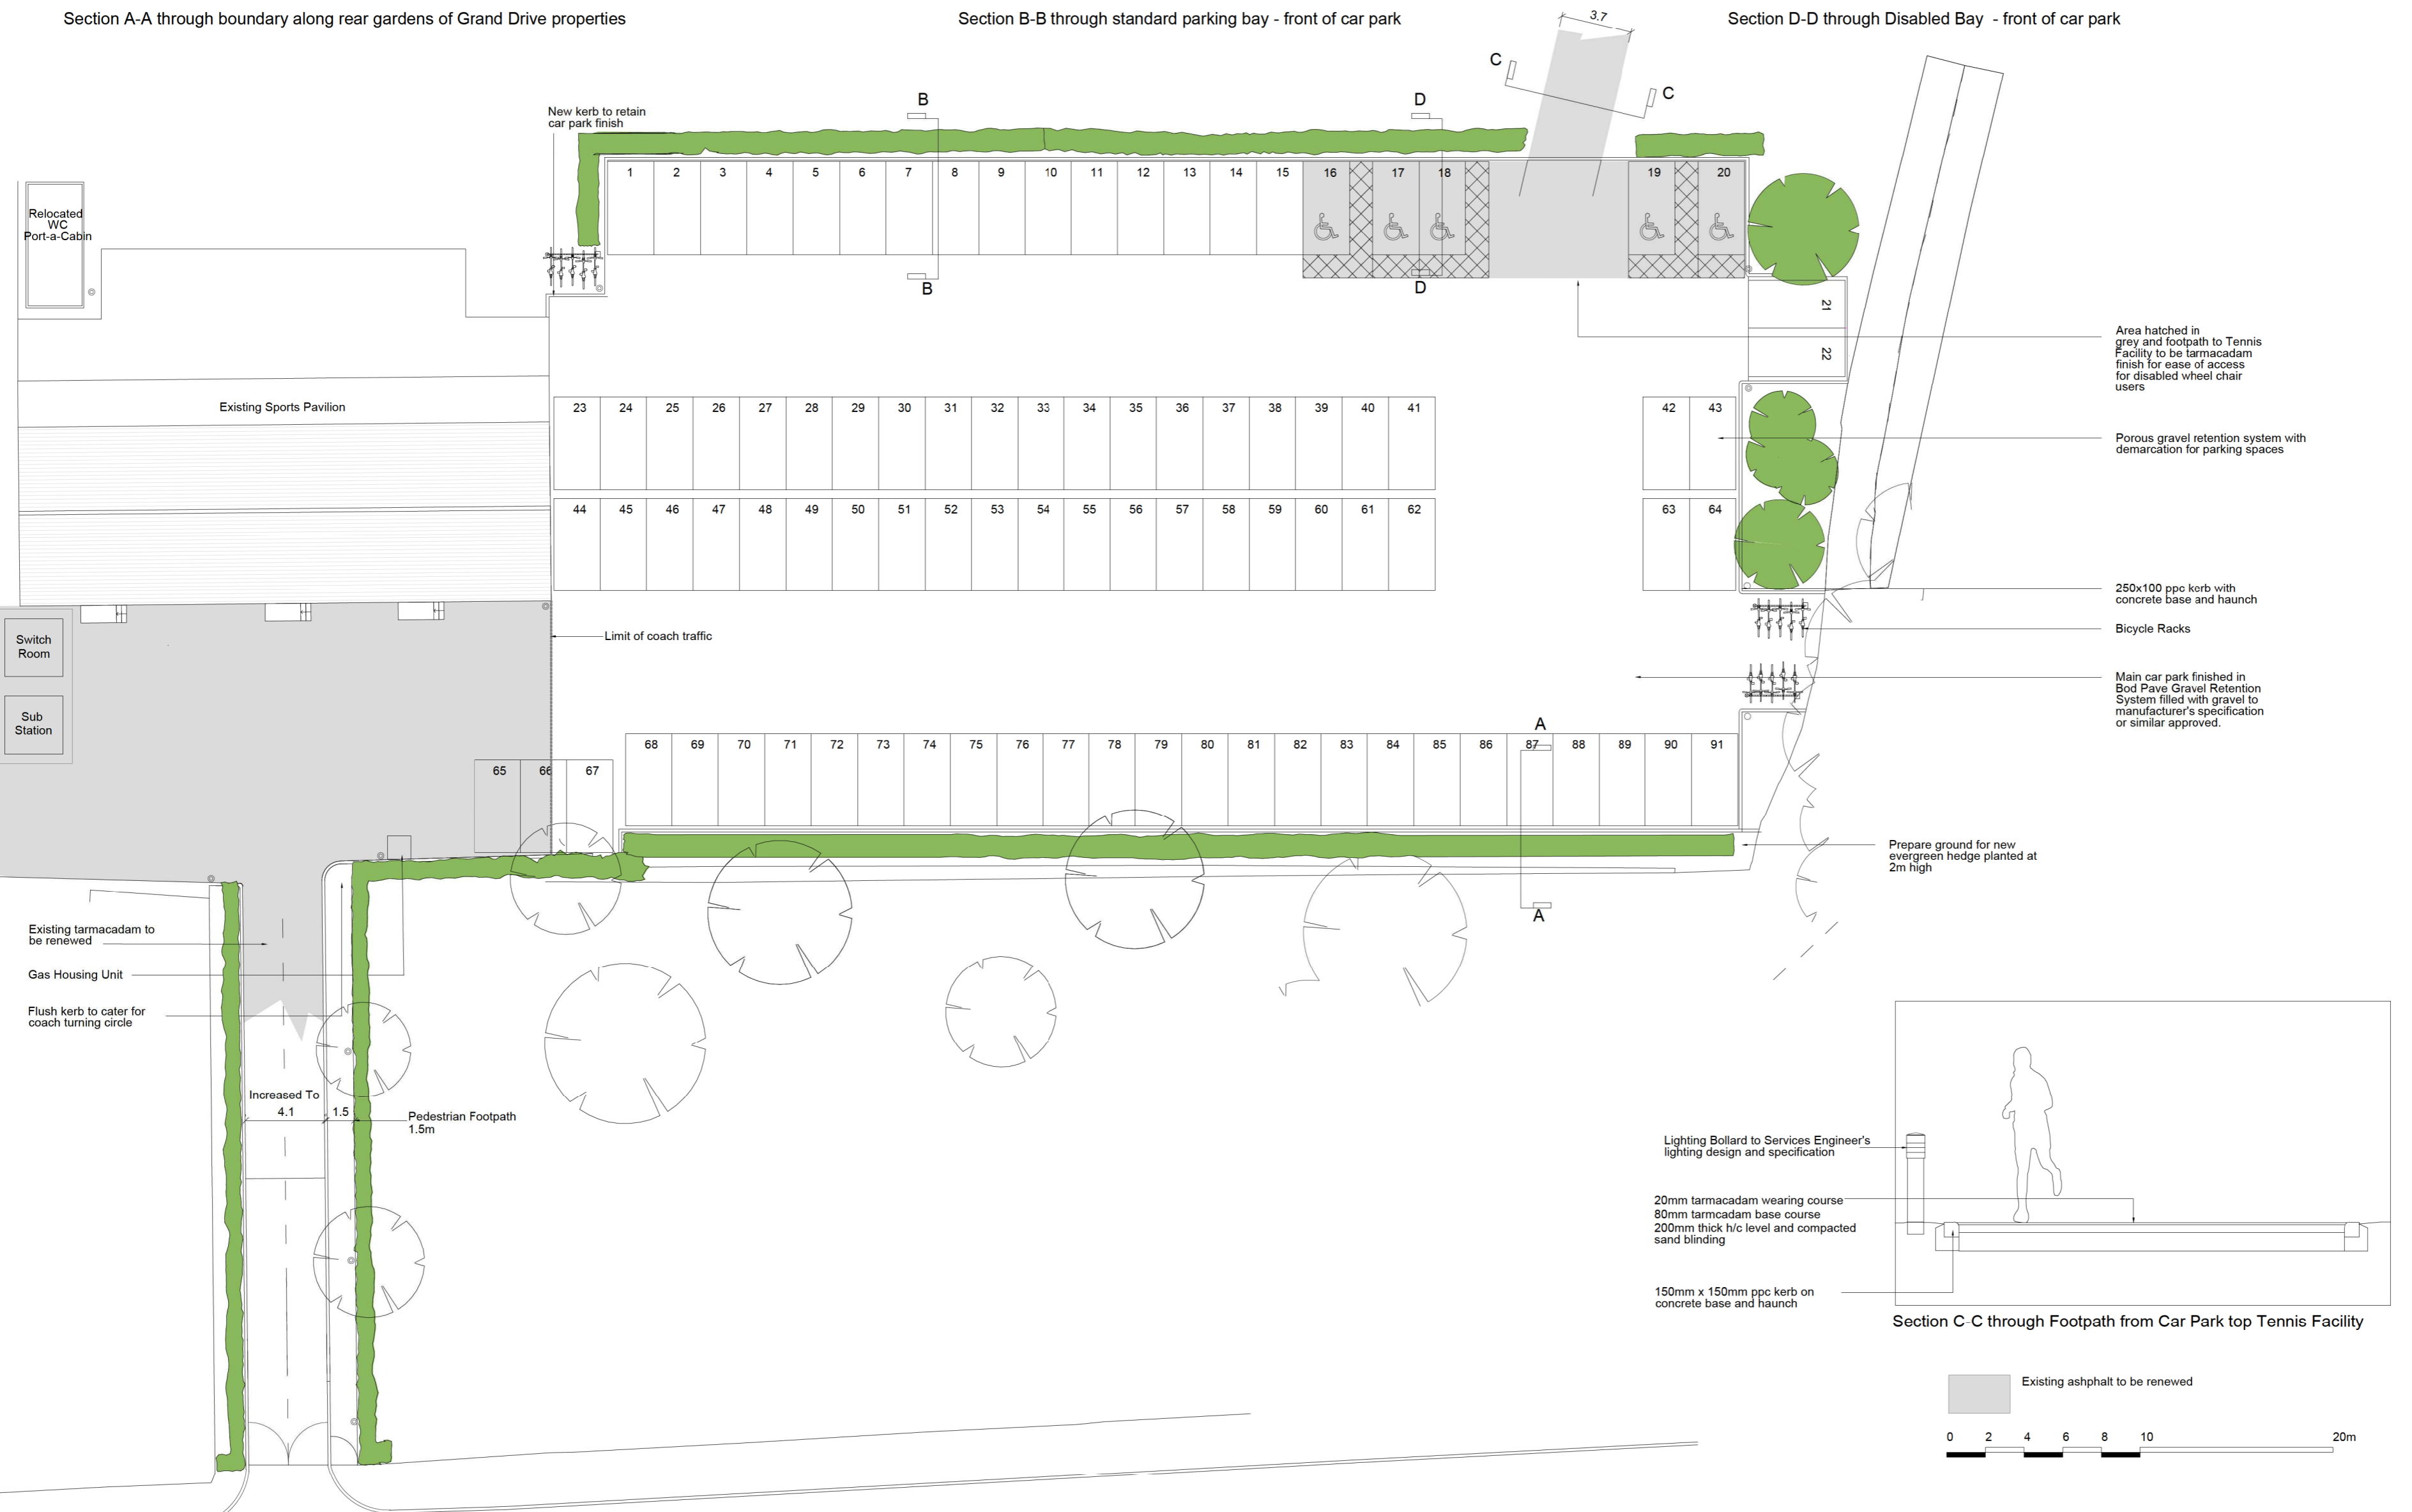 Section A-A through boundary along rear gardens of Grand Drive properties
Section B-B through standard parking bay - front of car park
Section D-D through Disabled Bay - front of car park
3.7
C
C
B
D
New kerb to retain
car park finish
1 2 3 4 5 6 7 8 9 10 11 12 13 14 15 16 17 18 19 20
Relocated
WC
Port-a-Cabin
B
D
21
22
Area hatched in
grey and footpath to Tennis
Facility to be tarmacadam
finish for ease of access
for disabled wheel chair
users
Existing Sports Pavilion
23 24 25 26 27 28 29 30 31 32 33 34 35 36 37 38 39 40 41 42 43
Porous gravel retention system with
demarcation for parking spaces
44 45 46 47 48 49 50 51 52 53 54 55 56 57 58 59 60 61 62 63 64
250x100 ppc kerb with
concrete base and haunch
Bicycle Racks
Switch
Room
Limit of coach traffic
Main car park finished in
Bod Pave Gravel Retention
System filled with gravel to
manufacturer's specification
or similar approved.
Sub
Station
A
68 69 70 71 72 73 74 75 76 77 78 79 80 81 82 83 84 85 86 87 88 89 90 91
65 66 67
Prepare ground for new
evergreen hedge planted at
2m high
A
Existing tarmacadam to
be renewed
Gas Housing Unit
Flush kerb to cater for
coach turning circle
Increased To
4.1
1.5
Pedestrian Footpath
1.5m
Lighting Bollard to Services Engineer's
lighting design and specification
20mm tarmacadam wearing course
80mm tarmcadam base course
200mm thick h/c level and compacted
sand blinding
150mm x 150mm ppc kerb on
concrete base and haunch
Section C-C through Footpath from Car Park top Tennis Facility
Existing ashphalt to be renewed
0 2 4 6 8 10 20m